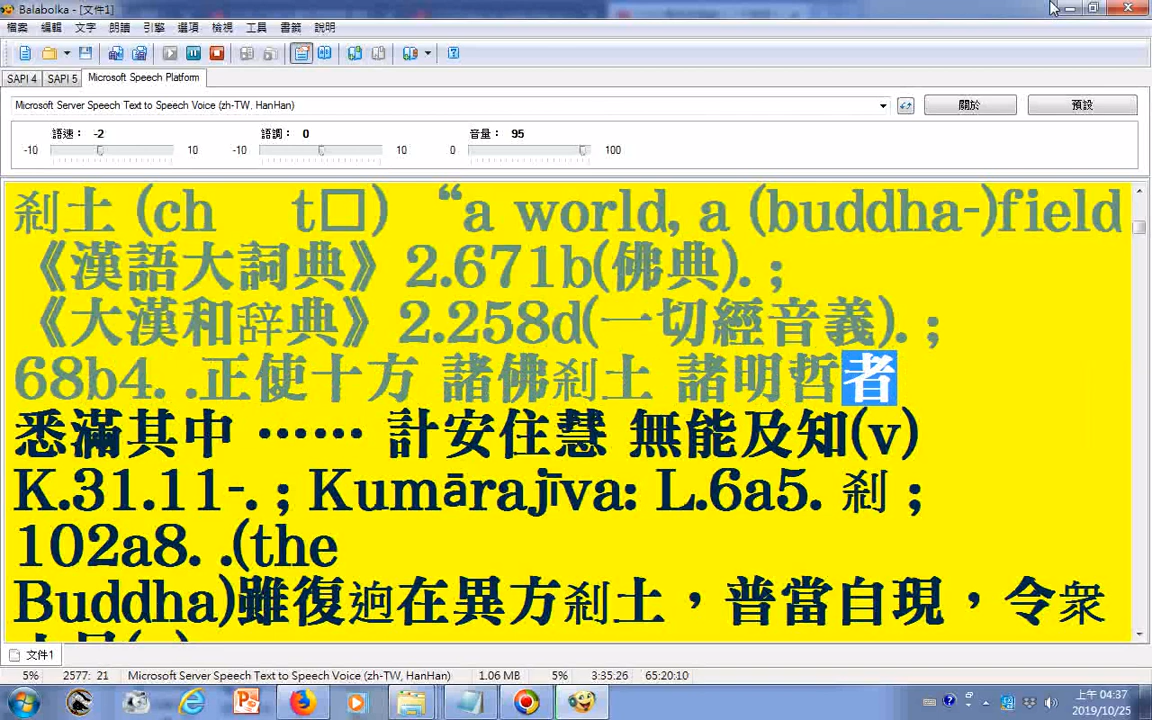 Balabolka - [文件1]
檔案 編輯 文字 朗讀 引擎 選項 檢視 工具 書籤 說明
SAPI 4 SAPI 5 Microsoft Speech Platform
Microsoft Server Speech Text to Speech Voice (zh-TW, HanHan) 關於 預設
語速： -2 語調： 0 音量： 95
-10 10 -10 10 0 100
剎土 (ch t□) “a world, a (buddha-)field
《漢語大詞典》 2.671b(佛典). ;
《大漢和辞典》 2.258d(一切經音義). ;
68b4. .正使十方 諸佛剎土 諸明哲者
悉滿其中 …… 計安住慧 無能及知(v)
K.31.11-. ; Kumārajīva: L.6a5. 剎 ;
102a8. .(the
Buddha)雖復逈在異方剎土，普當自現，令衆
文件1
5% 2577: 21 Microsoft Server Speech Text to Speech Voice (zh-TW, HanHan) 1.06 MB 5% 3:35:26 65:20:10
上午 04:37
2019/10/25